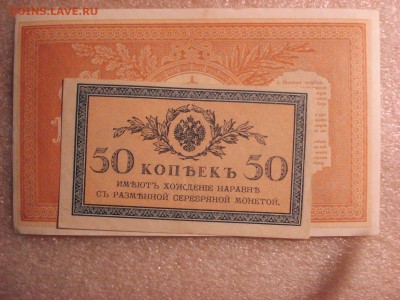 COINS.LAVE.RU
50 КОПѢЕКЪ 50
ИМѢЮТЪ ХОЖДЕНІЕ НАРАВНѢ
СЪ РАЗМѢННОЙ СЕРЕБРЯНОЙ МОНЕТОЙ.